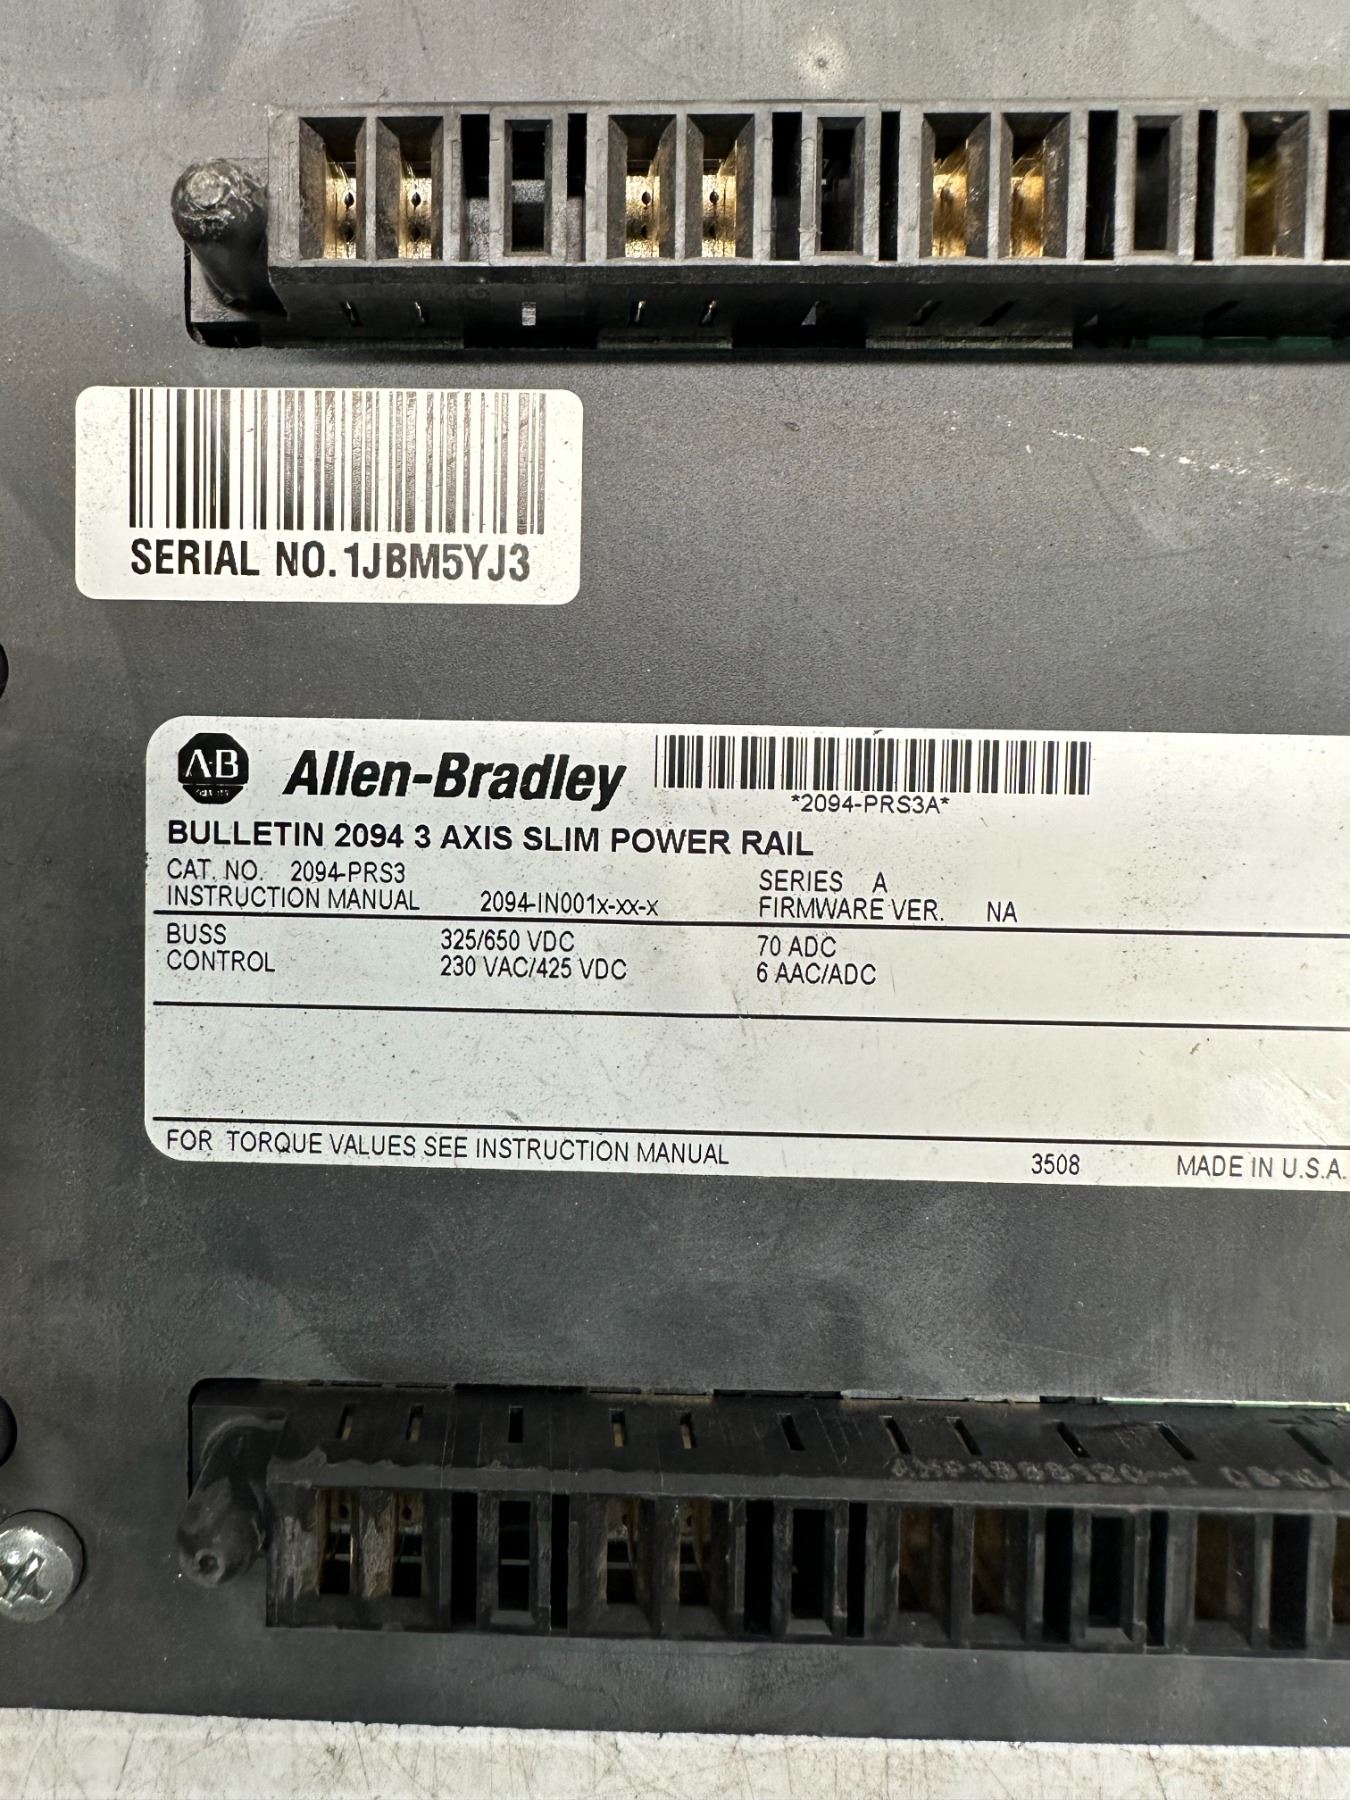 SERIAL NO. 1JBM5YJ3
A-B Allen-Bradley
*2094-PRS3A*
BULLETIN 2094 3 AXIS SLIM POWER RAIL
CAT. NO. 2094-PRS3 SERIES A
INSTRUCTION MANUAL 2094-IN001x-xx-x FIRMWARE VER. NA
BUSS 325/650 VDC 70 ADC
CONTROL 230 VAC/425 VDC 6 AAC/ADC
FOR TORQUE VALUES SEE INSTRUCTION MANUAL 3508 MADE IN U.S.A.